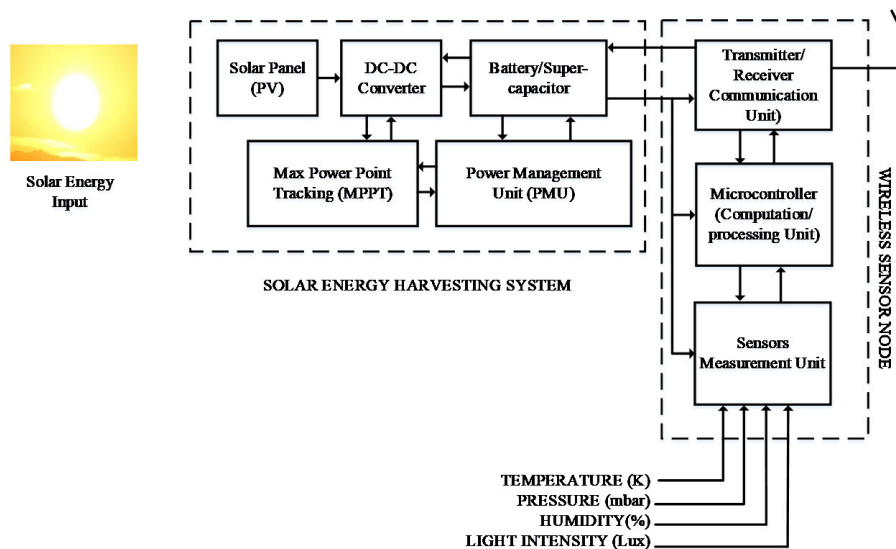 Solar Energy
Input
Solar Panel
(PV)
DC-DC
Converter
Battery/Super-
capacitor
Max Power Point
Tracking (MPPT)
Power Management
Unit (PMU)
SOLAR ENERGY HARVESTING SYSTEM
Transmitter/
Receiver
Communication
Unit)
Microcontroller
(Computation/
processing Unit)
Sensors
Measurement Unit
WIRELESS SENSOR NODE
TEMPERATURE (K)
PRESSURE (mbar)
HUMIDITY(%)
LIGHT INTENSITY (Lux)